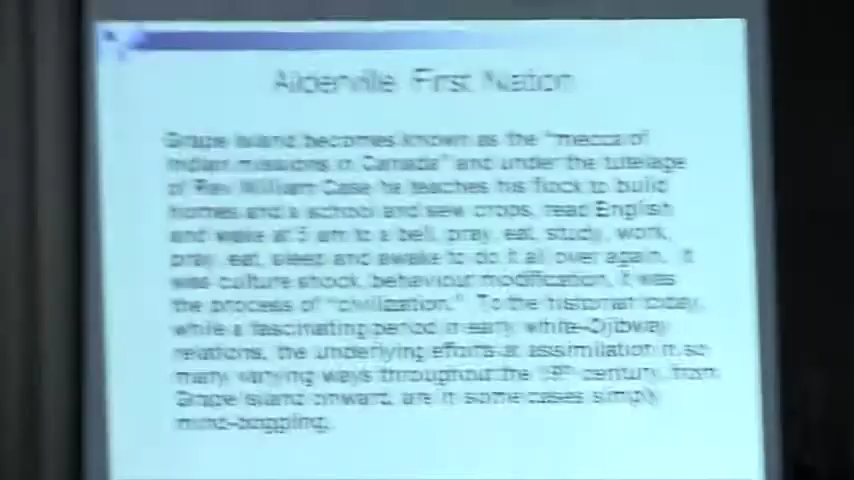 Alderville First Nation
Grape Island becomes known as the "mecca of
Indian missions in Canada" and under the tutelage
of Rev William Case he teaches his flock to build
homes and a school and sew crops, read English
and wake at 5 am to a bell, pray, eat, study, work,
pray, eat, sleep and awake to do it all over again. It
was culture shock, behaviour modification, it was
the process of "civilization." To the historian today,
while a fascinating period in early white-Ojibway
relations, the underlying efforts at assimilation in so
many varying ways throughout the 19th century, from
Grape Island onward, are in some cases simply
mind-boggling.